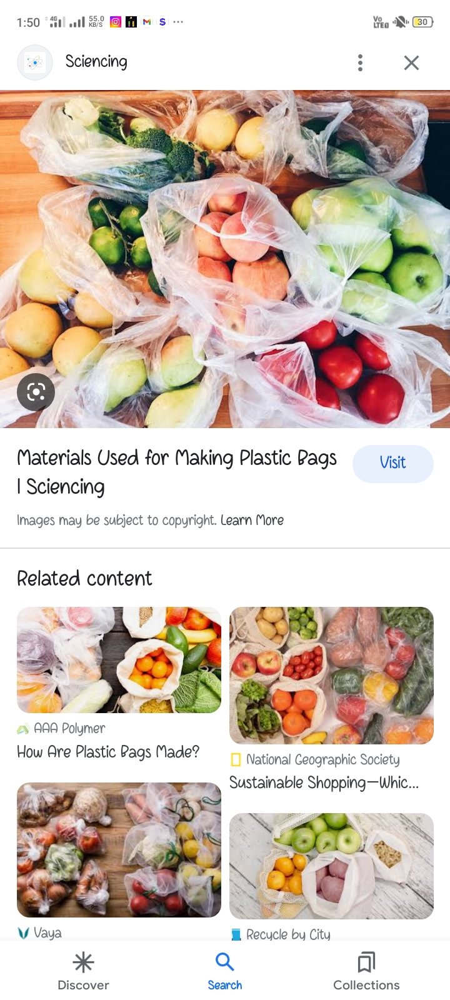 1:50 4G 55.0 KB/S VoLTE 30
Sciencing
Materials Used for Making Plastic Bags
| Sciencing
Visit
Images may be subject to copyright. Learn More
Related content
AAA Polymer
How Are Plastic Bags Made?
National Geographic Society
Sustainable Shopping—Whic...
Vaya
Recycle by City
Discover
Search
Collections